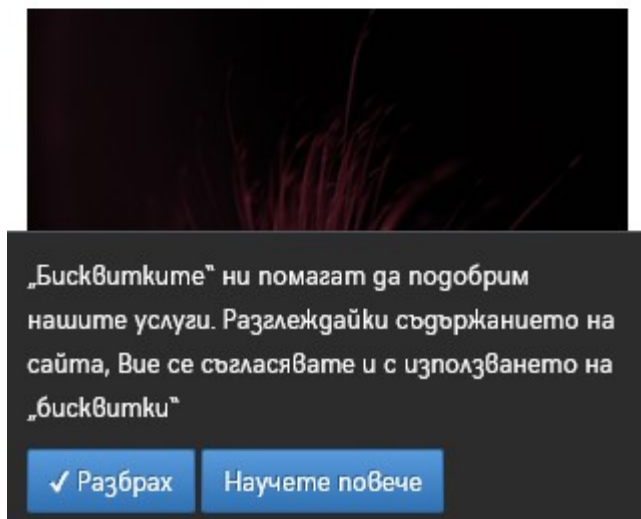 „Бисквитките“ ни помагат да подобрим
нашите услуги. Разглеждайки съдържанието на
сайта, Вие се съгласявате и с използването на
„бисквитки“
✓ Разбрах
Научете повече